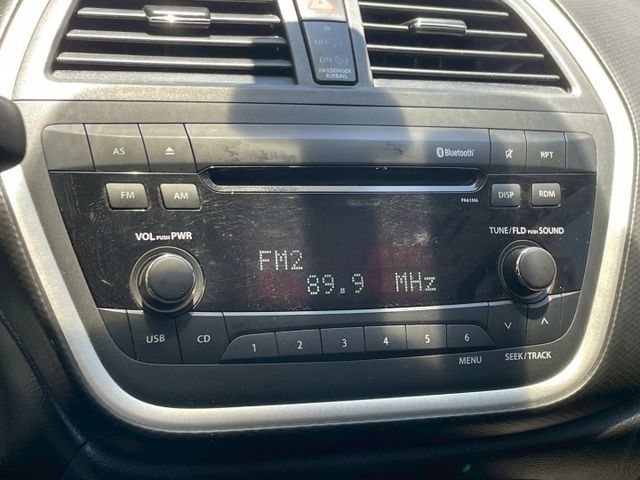 OFF
ON
PASSENGER
AIRBAG
AS
Bluetooth
RPT
FM
AM
PA61M6
DISP
RDM
VOL PUSH PWR
TUNE/FLD PUSH SOUND
FM2
89.9 MHz
USB
CD
1
2
3
4
5
6
MENU
SEEK/TRACK